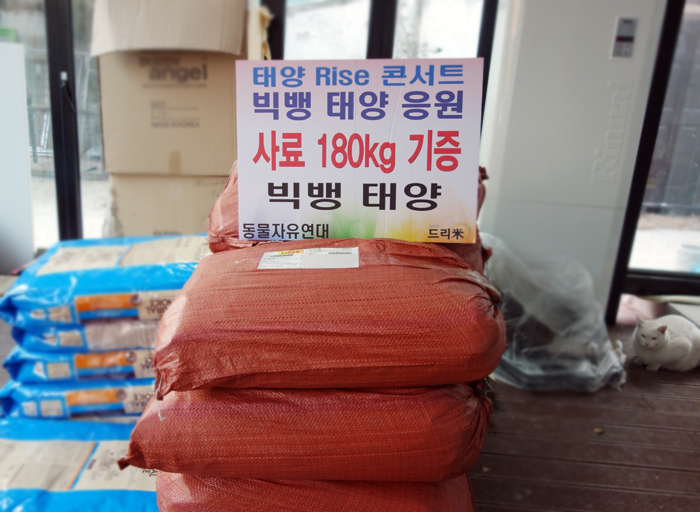 태양 Rise 콘서트
빅뱅 태양 응원
사료 180kg 기증
빅뱅 태양
동물자유연대
드리米
angel
Rinnai